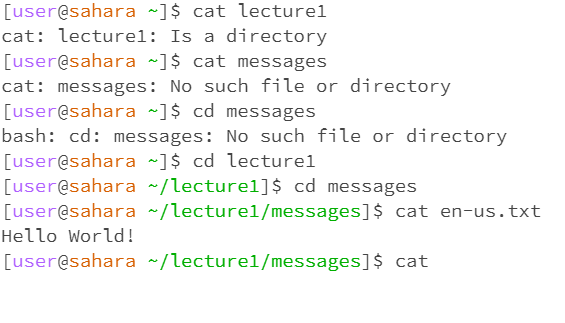 [user@sahara ~]$ cat lecture1
cat: lecture1: Is a directory
[user@sahara ~]$ cat messages
cat: messages: No such file or directory
[user@sahara ~]$ cd messages
bash: cd: messages: No such file or directory
[user@sahara ~]$ cd lecture1
[user@sahara ~/lecture1]$ cd messages
[user@sahara ~/lecture1/messages]$ cat en-us.txt
Hello World!
[user@sahara ~/lecture1/messages]$ cat